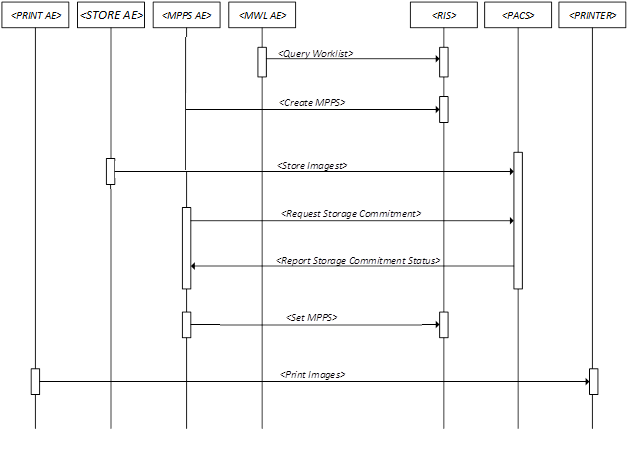 <PRINT AE> <STORE AE> <MPPS AE> <MWL AE> <RIS> <PACS> <PRINTER>
<Query Worklist>
<Create MPPS>
<Store Imagest>
<Request Storage Commitment>
<Report Storage Commitment Status>
<Set MPPS>
<Print Images>